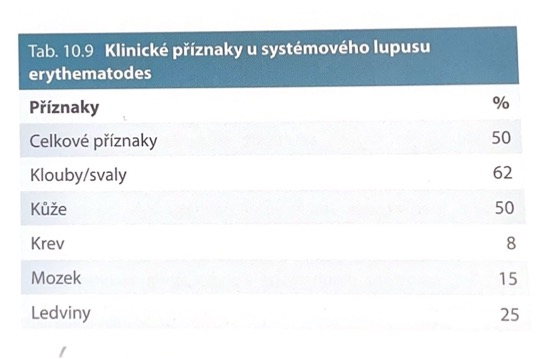 Tab. 10.9 Klinické příznaky u systémového lupusu
erythematodes
Příznaky %
Celkové příznaky 50
Klouby/svaly 62
Kůže 50
Krev 8
Mozek 15
Ledviny 25